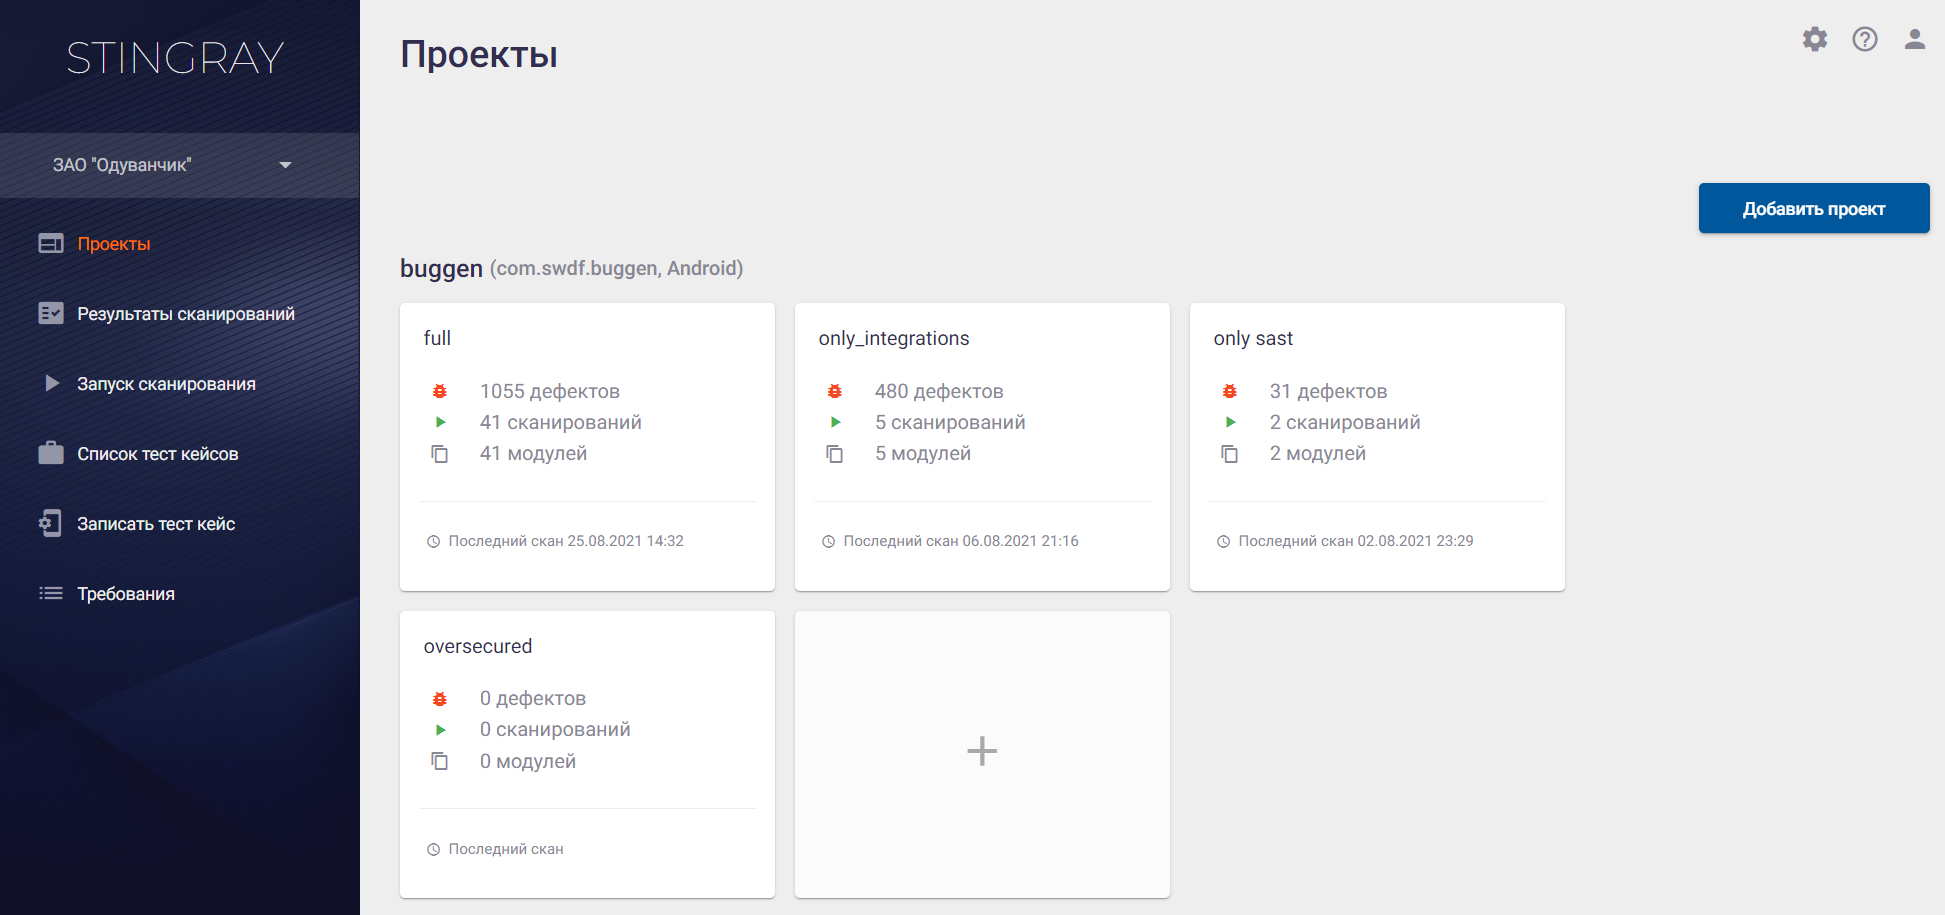 STINGRAY
ЗАО "Одуванчик"
Проекты
Результаты сканирований
Запуск сканирования
Список тест кейсов
Записать тест кейс
Требования
Проекты
Добавить проект
buggen (com.swdf.buggen, Android)
full
1055 дефектов
41 сканирований
41 модулей
Последний скан 25.08.2021 14:32
only_integrations
480 дефектов
5 сканирований
5 модулей
Последний скан 06.08.2021 21:16
only sast
31 дефектов
2 сканирований
2 модулей
Последний скан 02.08.2021 23:29
oversecured
0 дефектов
0 сканирований
0 модулей
Последний скан